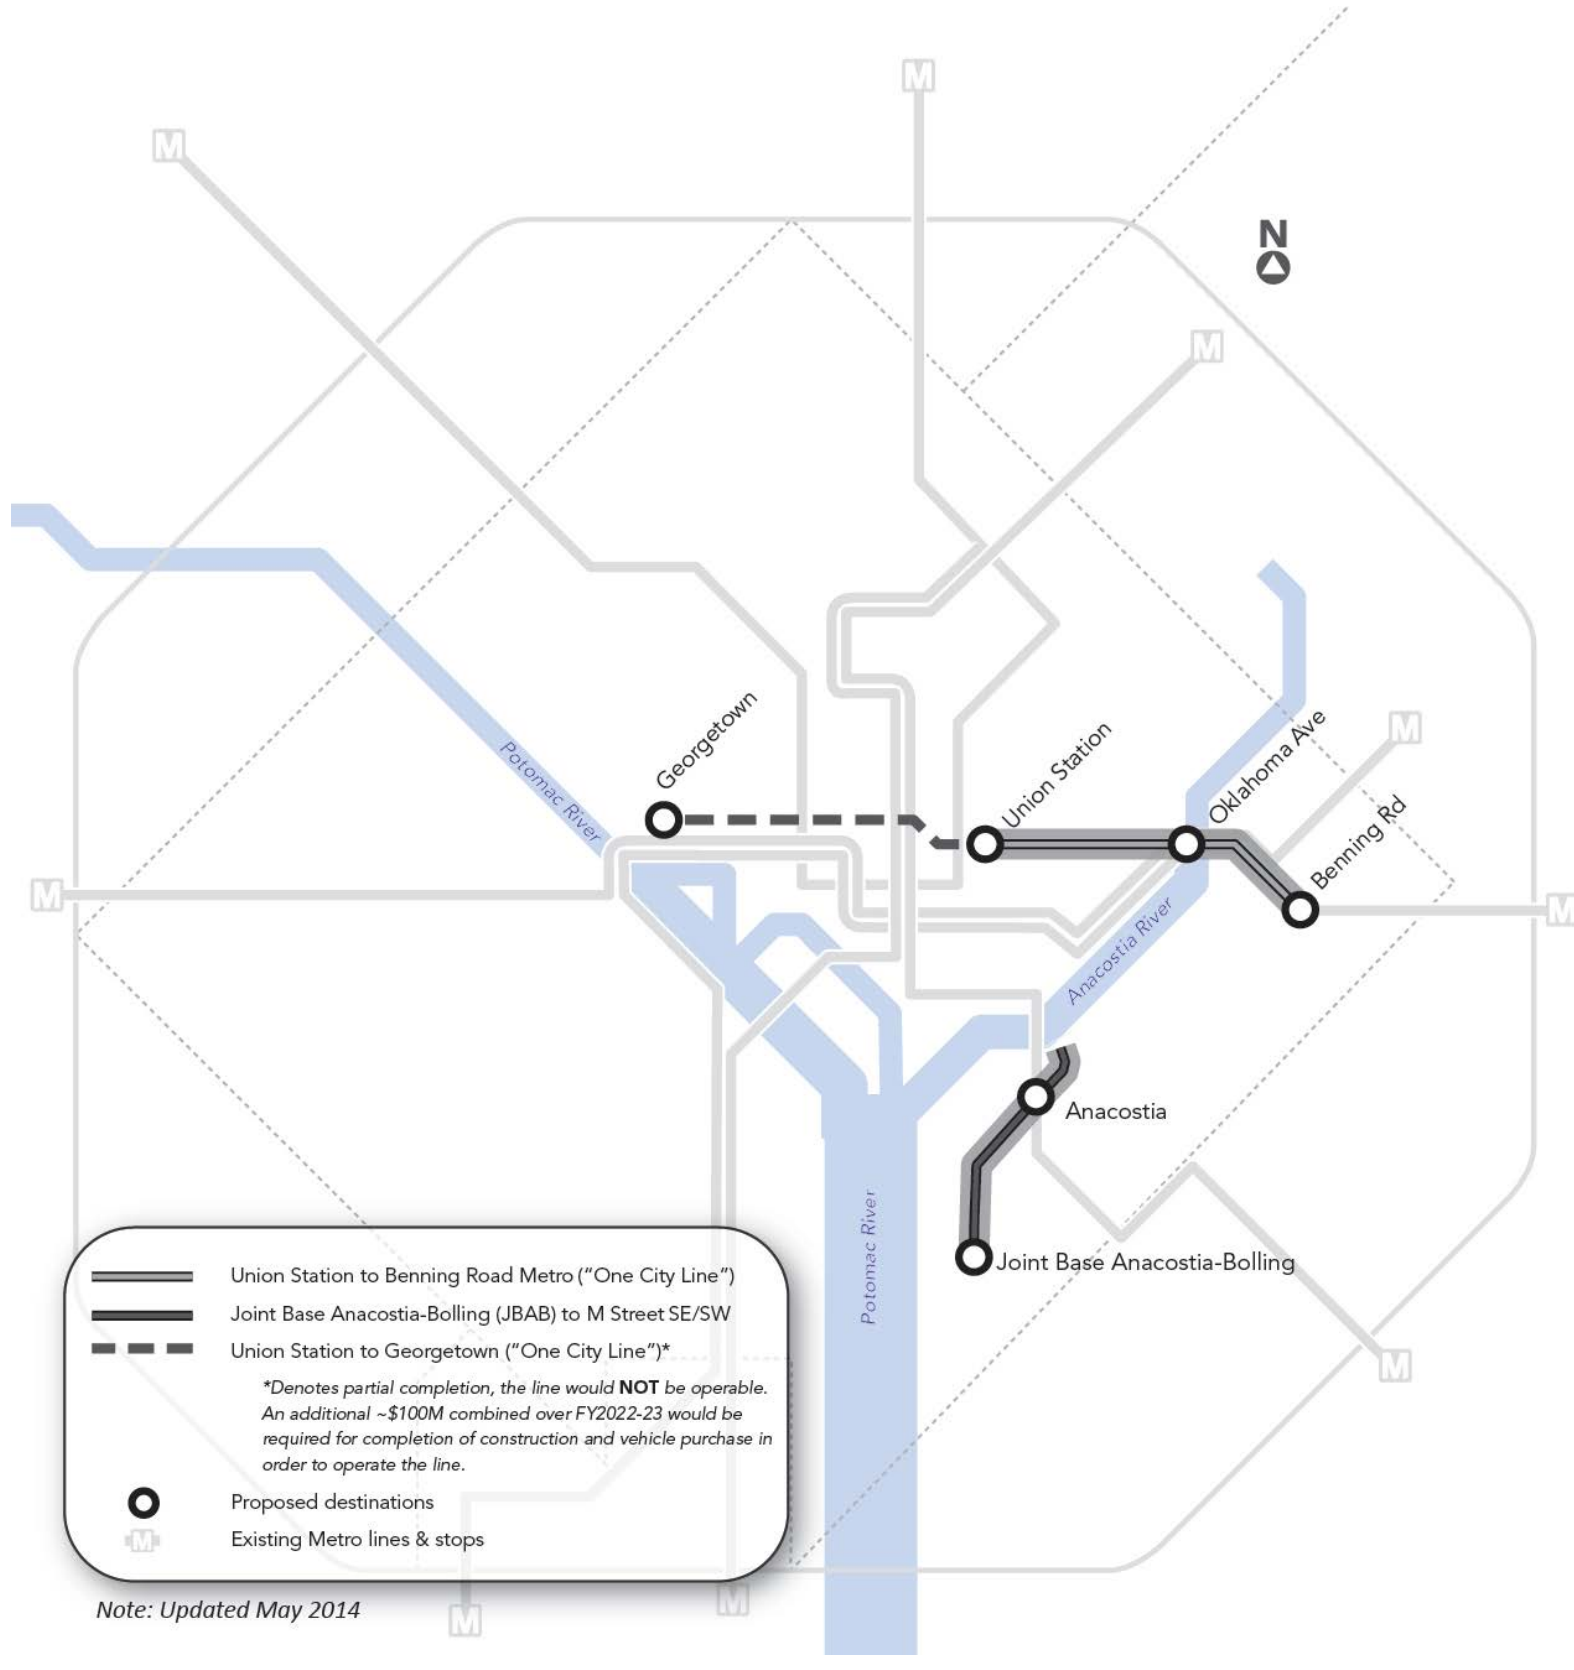 M
M
N
M
Potomac River
Georgetown
Union Station
Oklahoma Ave
M
Benning Rd
M
M
Anacostia River
Anacostia
Potomac River
Joint Base Anacostia-Bolling
M
Union Station to Benning Road Metro (“One City Line”)
Joint Base Anacostia-Bolling (JBAB) to M Street SE/SW
Union Station to Georgetown (“One City Line”)*
*Denotes partial completion, the line would NOT be operable.
An additional ~$100M combined over FY2022-23 would be
required for completion of construction and vehicle purchase in
order to operate the line.
Proposed destinations
M Existing Metro lines & stops
M
M
Note: Updated May 2014